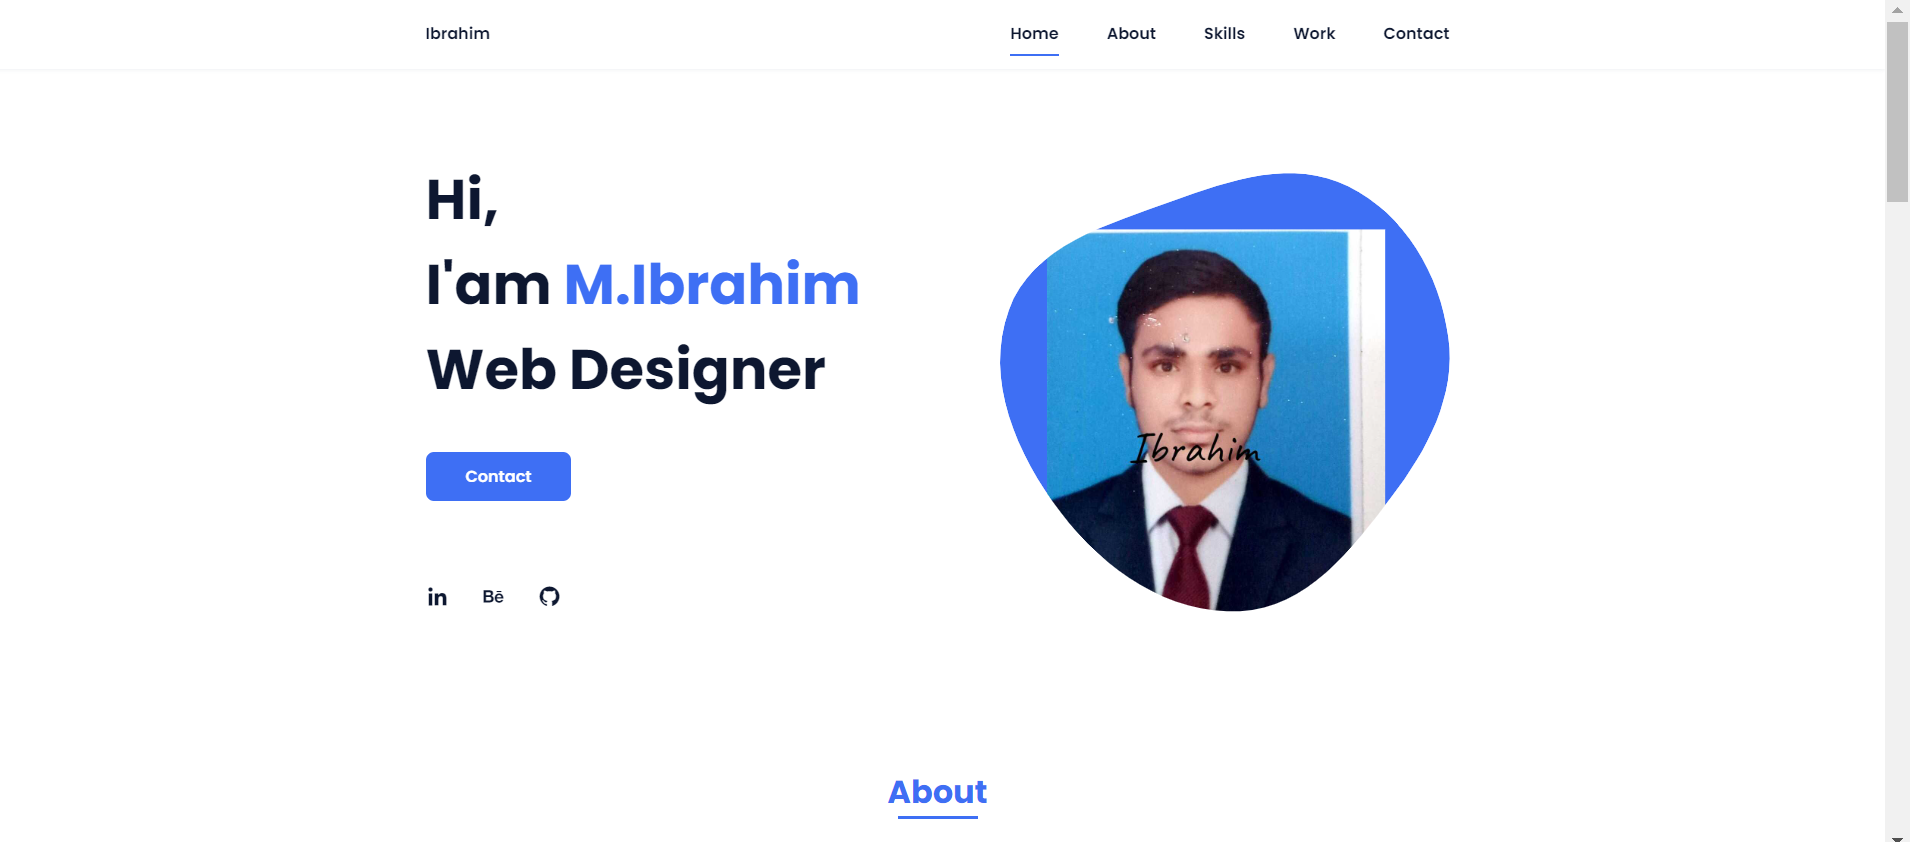 Ibrahim
Home About Skills Work Contact
Hi,
I'am M.Ibrahim
Web Designer
Contact
in Bē
Ibrahim
About